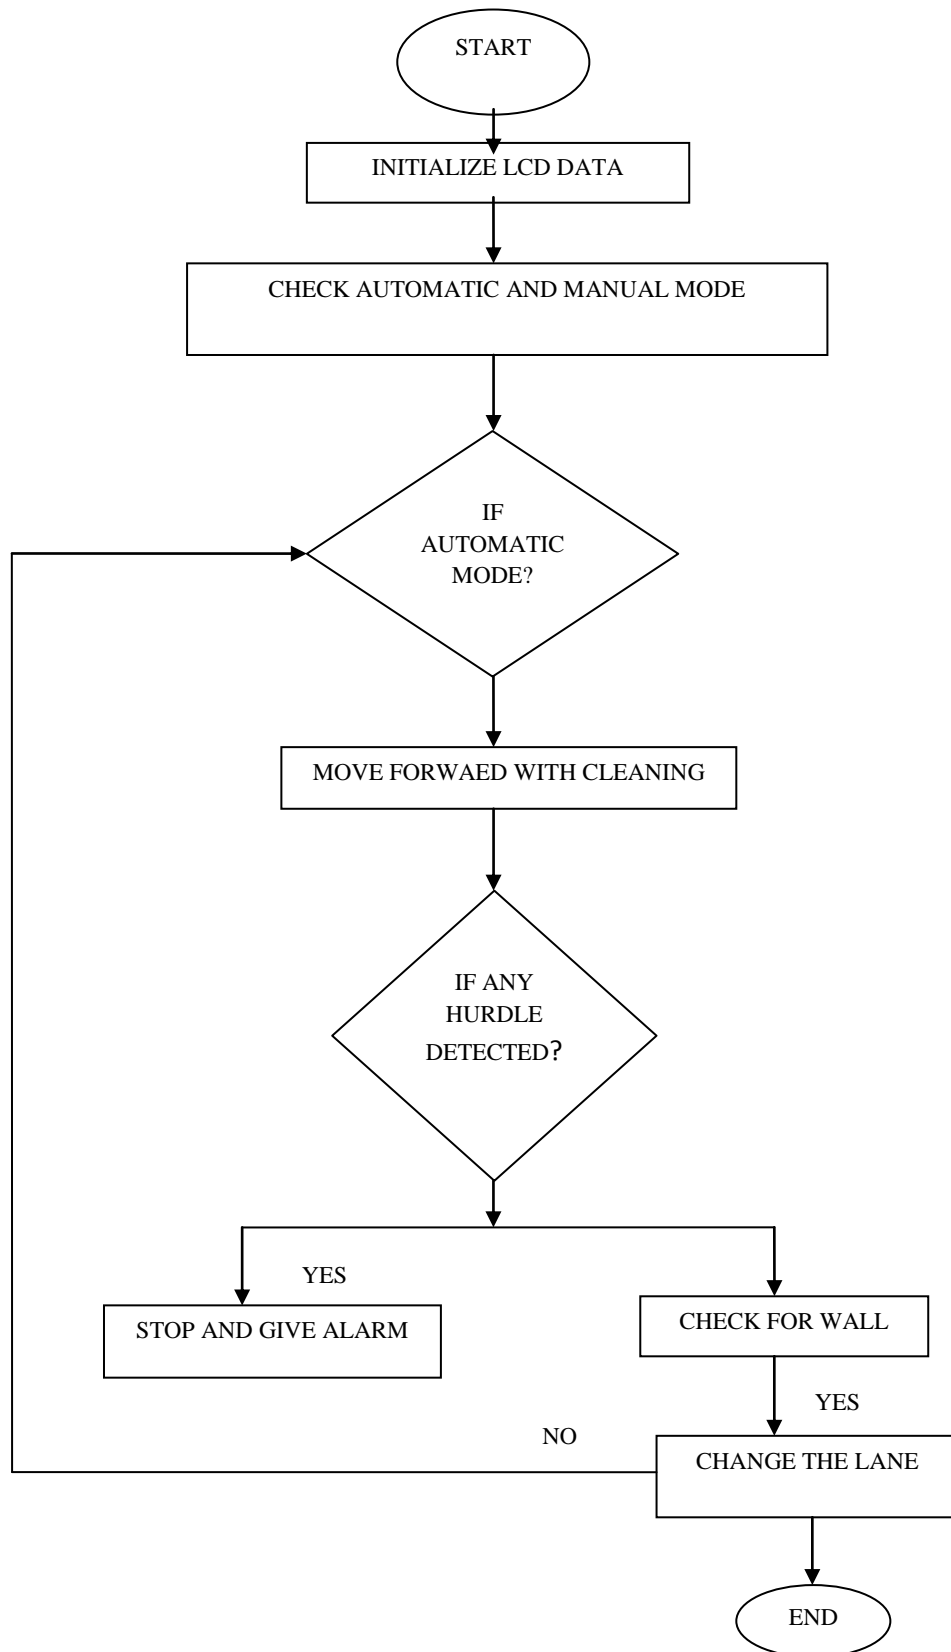 START
INITIALIZE LCD DATA
CHECK AUTOMATIC AND MANUAL MODE
IF
AUTOMATIC
MODE?
MOVE FORWAED WITH CLEANING
IF ANY
HURDLE
DETECTED?
YES
STOP AND GIVE ALARM
CHECK FOR WALL
YES
NO
CHANGE THE LANE
END